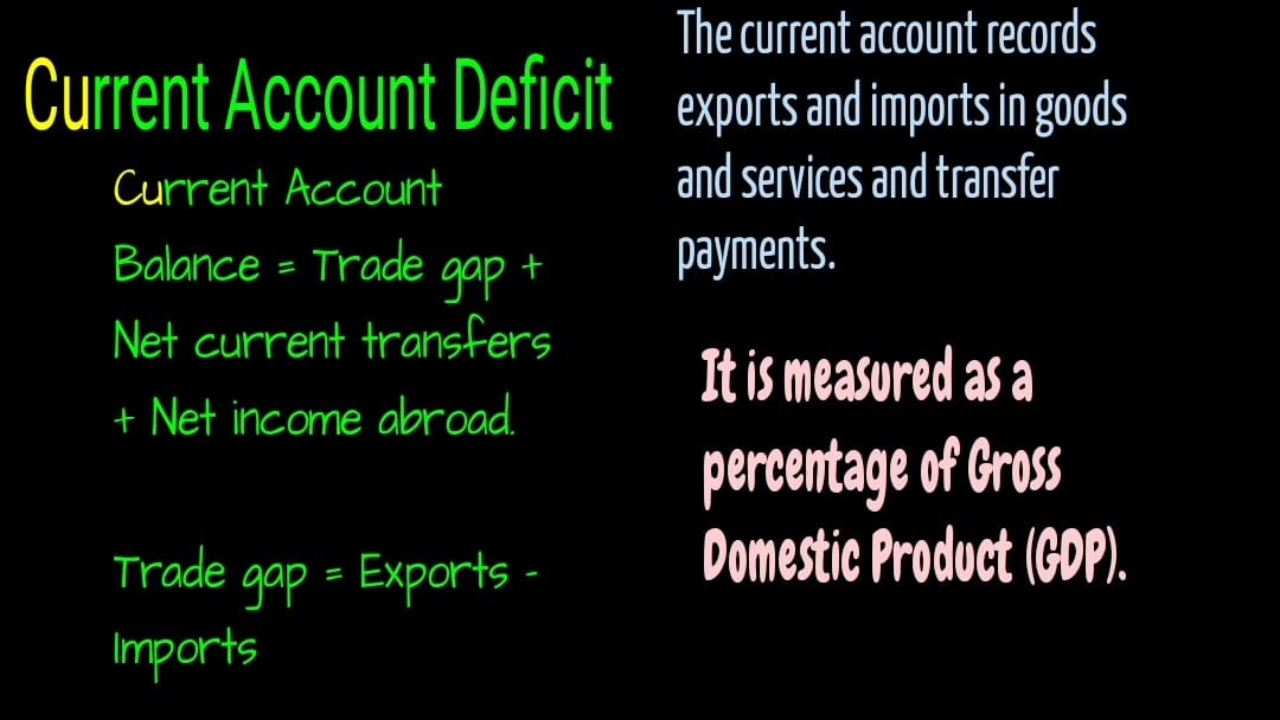 Current Account Deficit
Current Account
Balance = Trade gap +
Net current transfers
+ Net income abroad.
Trade gap = Exports -
Imports
The current account records
exports and imports in goods
and services and transfer
payments.
It is measured as a
percentage of Gross
Domestic Product (GDP).